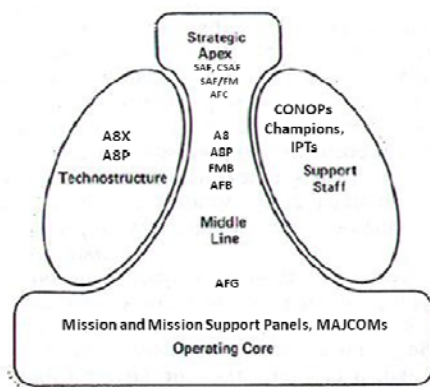 Strategic
Apex
SAF, CSAF
SAF/FM
AFC
A8X
A8P
Technostructure
A8
A8P
FMB
AFB
Middle
Line
AFG
CONOPs
Champions,
IPTs
Support
Staff
Mission and Mission Support Panels, MAJCOMs
Operating Core